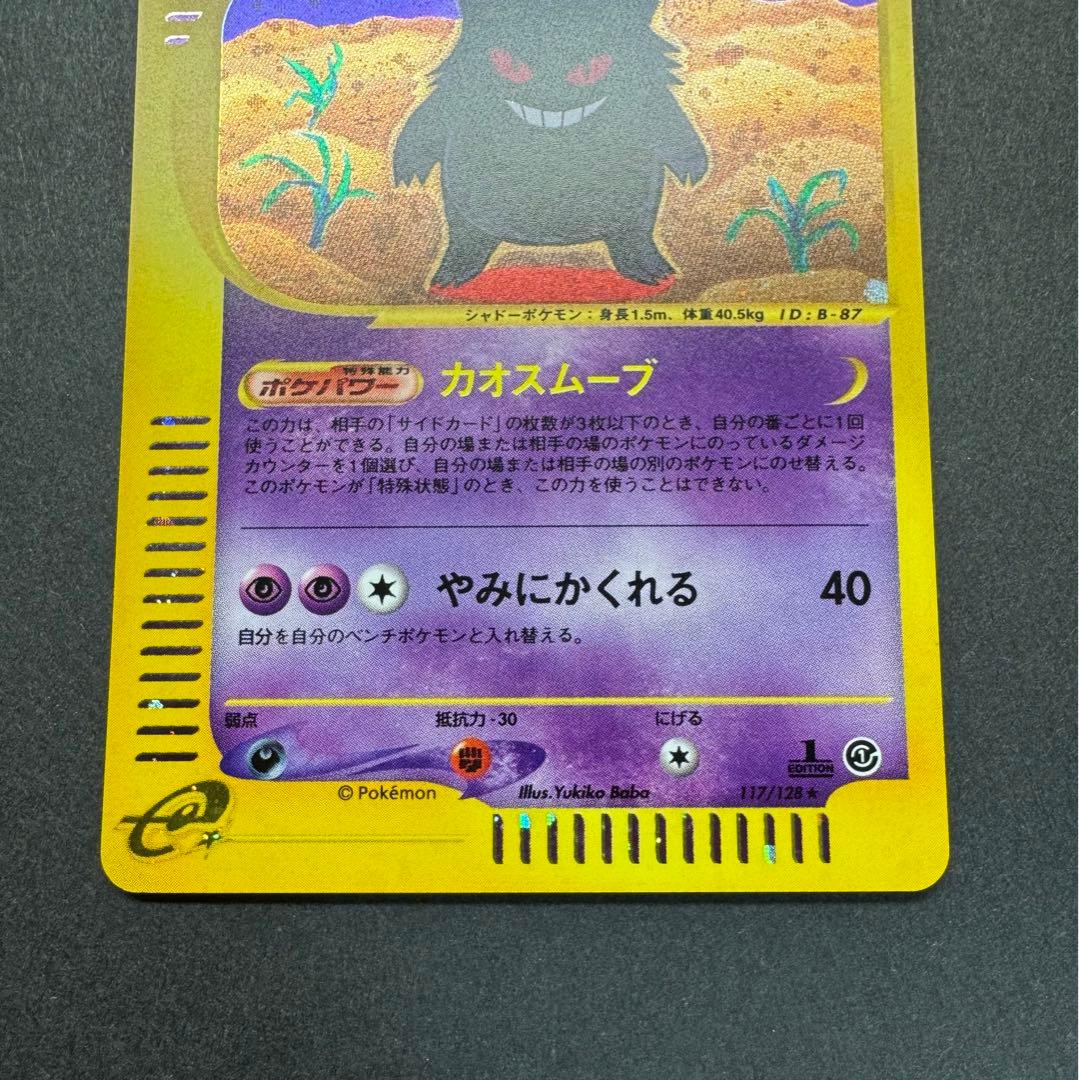 シャドーポケモン：身長1.5m、体重40.5kg ID：B-87
特殊能力
ポケパワー カオスムーブ
この力は、相手の「サイドカード」の枚数が3枚以下のとき、自分の番ごとに1回
使うことができる。自分の場または相手の場のポケモンにのっているダメージ
カウンターを1個選び、自分の場または相手の場の別のポケモンにのせ替える。
このポケモンが「特殊状態」のとき、この力を使うことはできない。
やみにかくれる 40
自分を自分のベンチポケモンと入れ替える。
弱点 抵抗力-30 にげる
1
EDITION
1
© Pokémon Illus.Yukiko Baba 117/128★
e